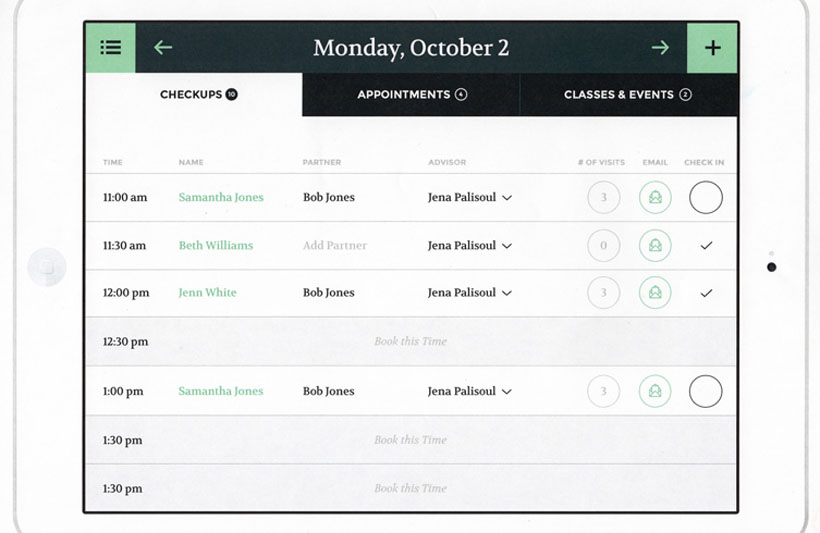 Monday, October 2
CHECKUPS 10 APPOINTMENTS 4 CLASSES & EVENTS 2
TIME NAME PARTNER ADVISOR # OF VISITS EMAIL CHECK IN
11:00 am Samantha Jones Bob Jones Jena Palisoul 3
11:30 am Beth Williams Add Partner Jena Palisoul 0
12:00 pm Jenn White Bob Jones Jena Palisoul 3
12:30 pm Book this Time
1:00 pm Samantha Jones Bob Jones Jena Palisoul 3
1:30 pm Book this Time
1:30 pm Book this Time